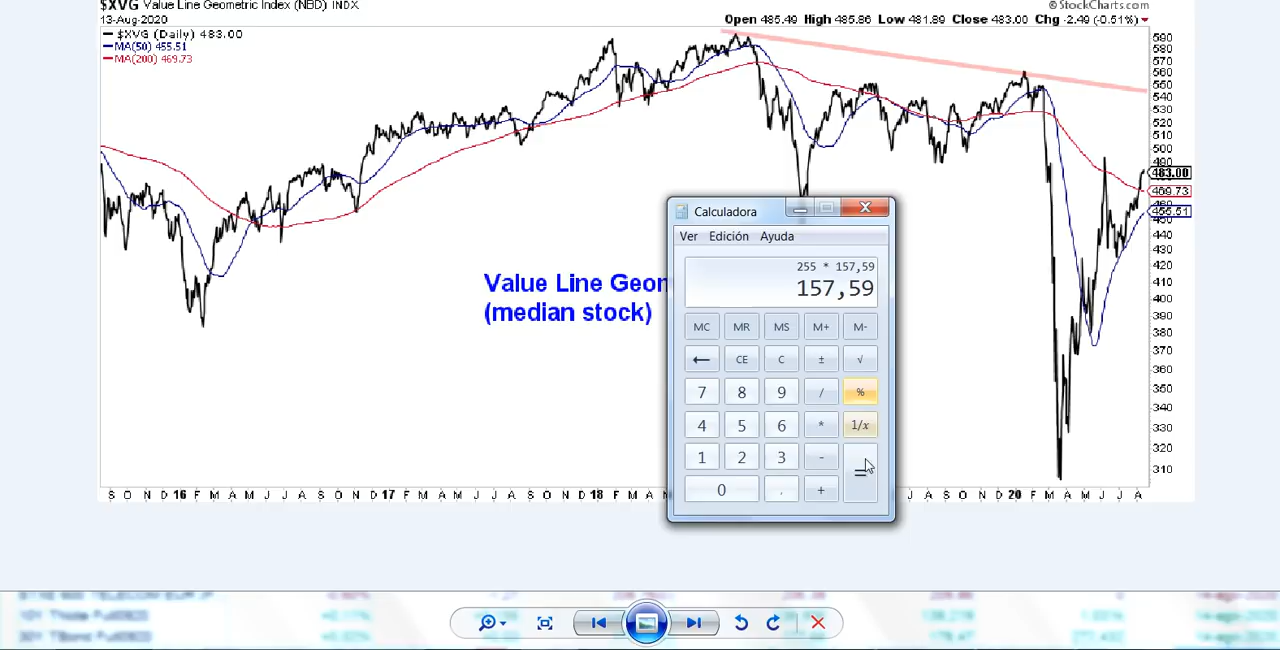 $XVG Value Line Geometric Index (NBD) INDX
© StockCharts.com
13-Aug-2020
Open 485.49 High 485.86 Low 481.89 Close 483.00 Chg -2.49 (-0.51%)
$XVG (Daily) 483.00
MA(50) 455.51
MA(200) 469.73
590
580
570
560
550
540
530
520
510
500
490
483.00
469.73
455.51
440
430
420
410
400
390
380
370
360
350
340
330
320
310
Value Line Geon
(median stock)
Calculadora
Ver Edición Ayuda
255 * 157,59
157,59
MC MR MS M+ M-
← CE C ± √
7 8 9 / %
4 5 6 * 1/x
1 2 3 - =
0 . +
S O N D 16 F M A M J J A S O N D 17 F M A M J J A S O N D 18 F M A J A S O N D 20 F M A M J J A